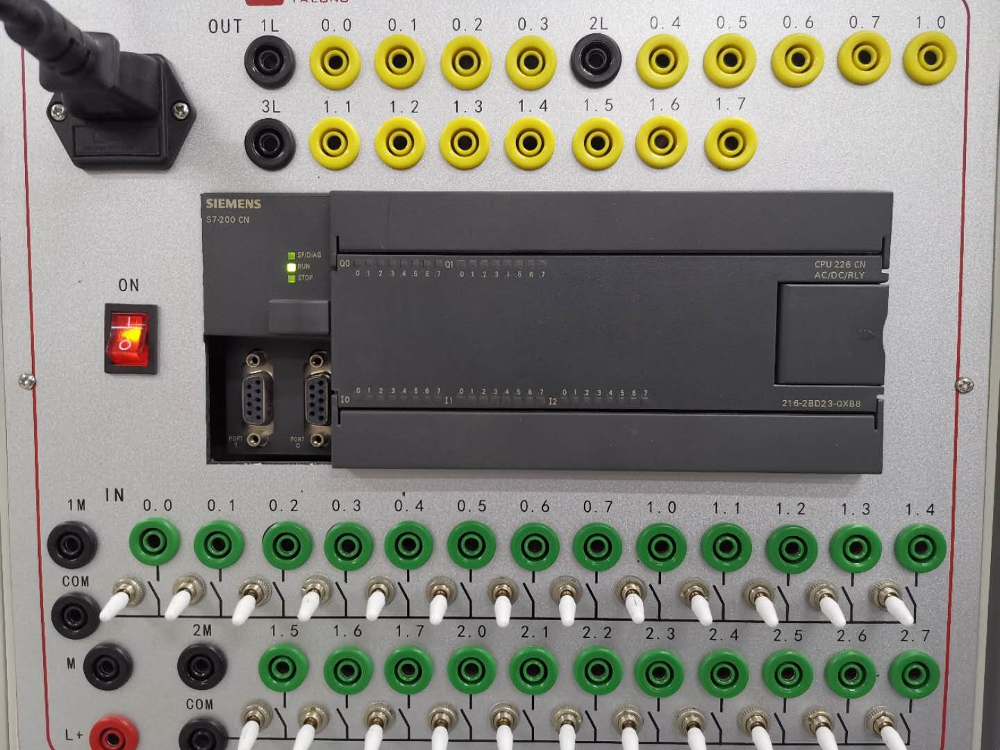 OUT 1L 0.0 0.1 0.2 0.3 2L 0.4 0.5 0.6 0.7 1.0
3L 1.1 1.2 1.3 1.4 1.5 1.6 1.7
SIEMENS
S7-200 CN
SF/DIAG
RUN
STOP
Q0 .0 .1 .2 .3 .4 .5 .6 .7 Q1 .0 .1 .2 .3 .4 .5 .6 .7
CPU 226 CN
AC/DC/RLY
ON
I0 .0 .1 .2 .3 .4 .5 .6 .7 I1 .0 .1 .2 .3 .4 .5 .6 .7 I2 .0 .1 .2 .3 .4 .5 .6 .7
216-2BD23-0XB8
PORT 1
PORT 0
IN
1M 0.0 0.1 0.2 0.3 0.4 0.5 0.6 0.7 1.0 1.1 1.2 1.3 1.4
COM
2M 1.5 1.6 1.7 2.0 2.1 2.2 2.3 2.4 2.5 2.6 2.7
M
COM
L+